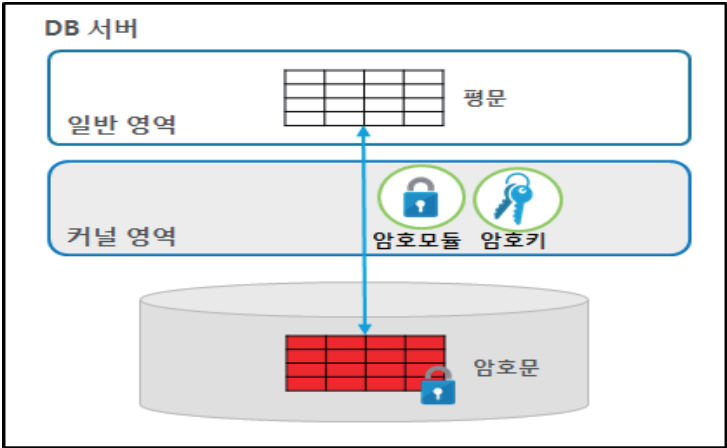 DB 서버
평문
일반 영역
커널 영역
암호모듈 암호키
암호문